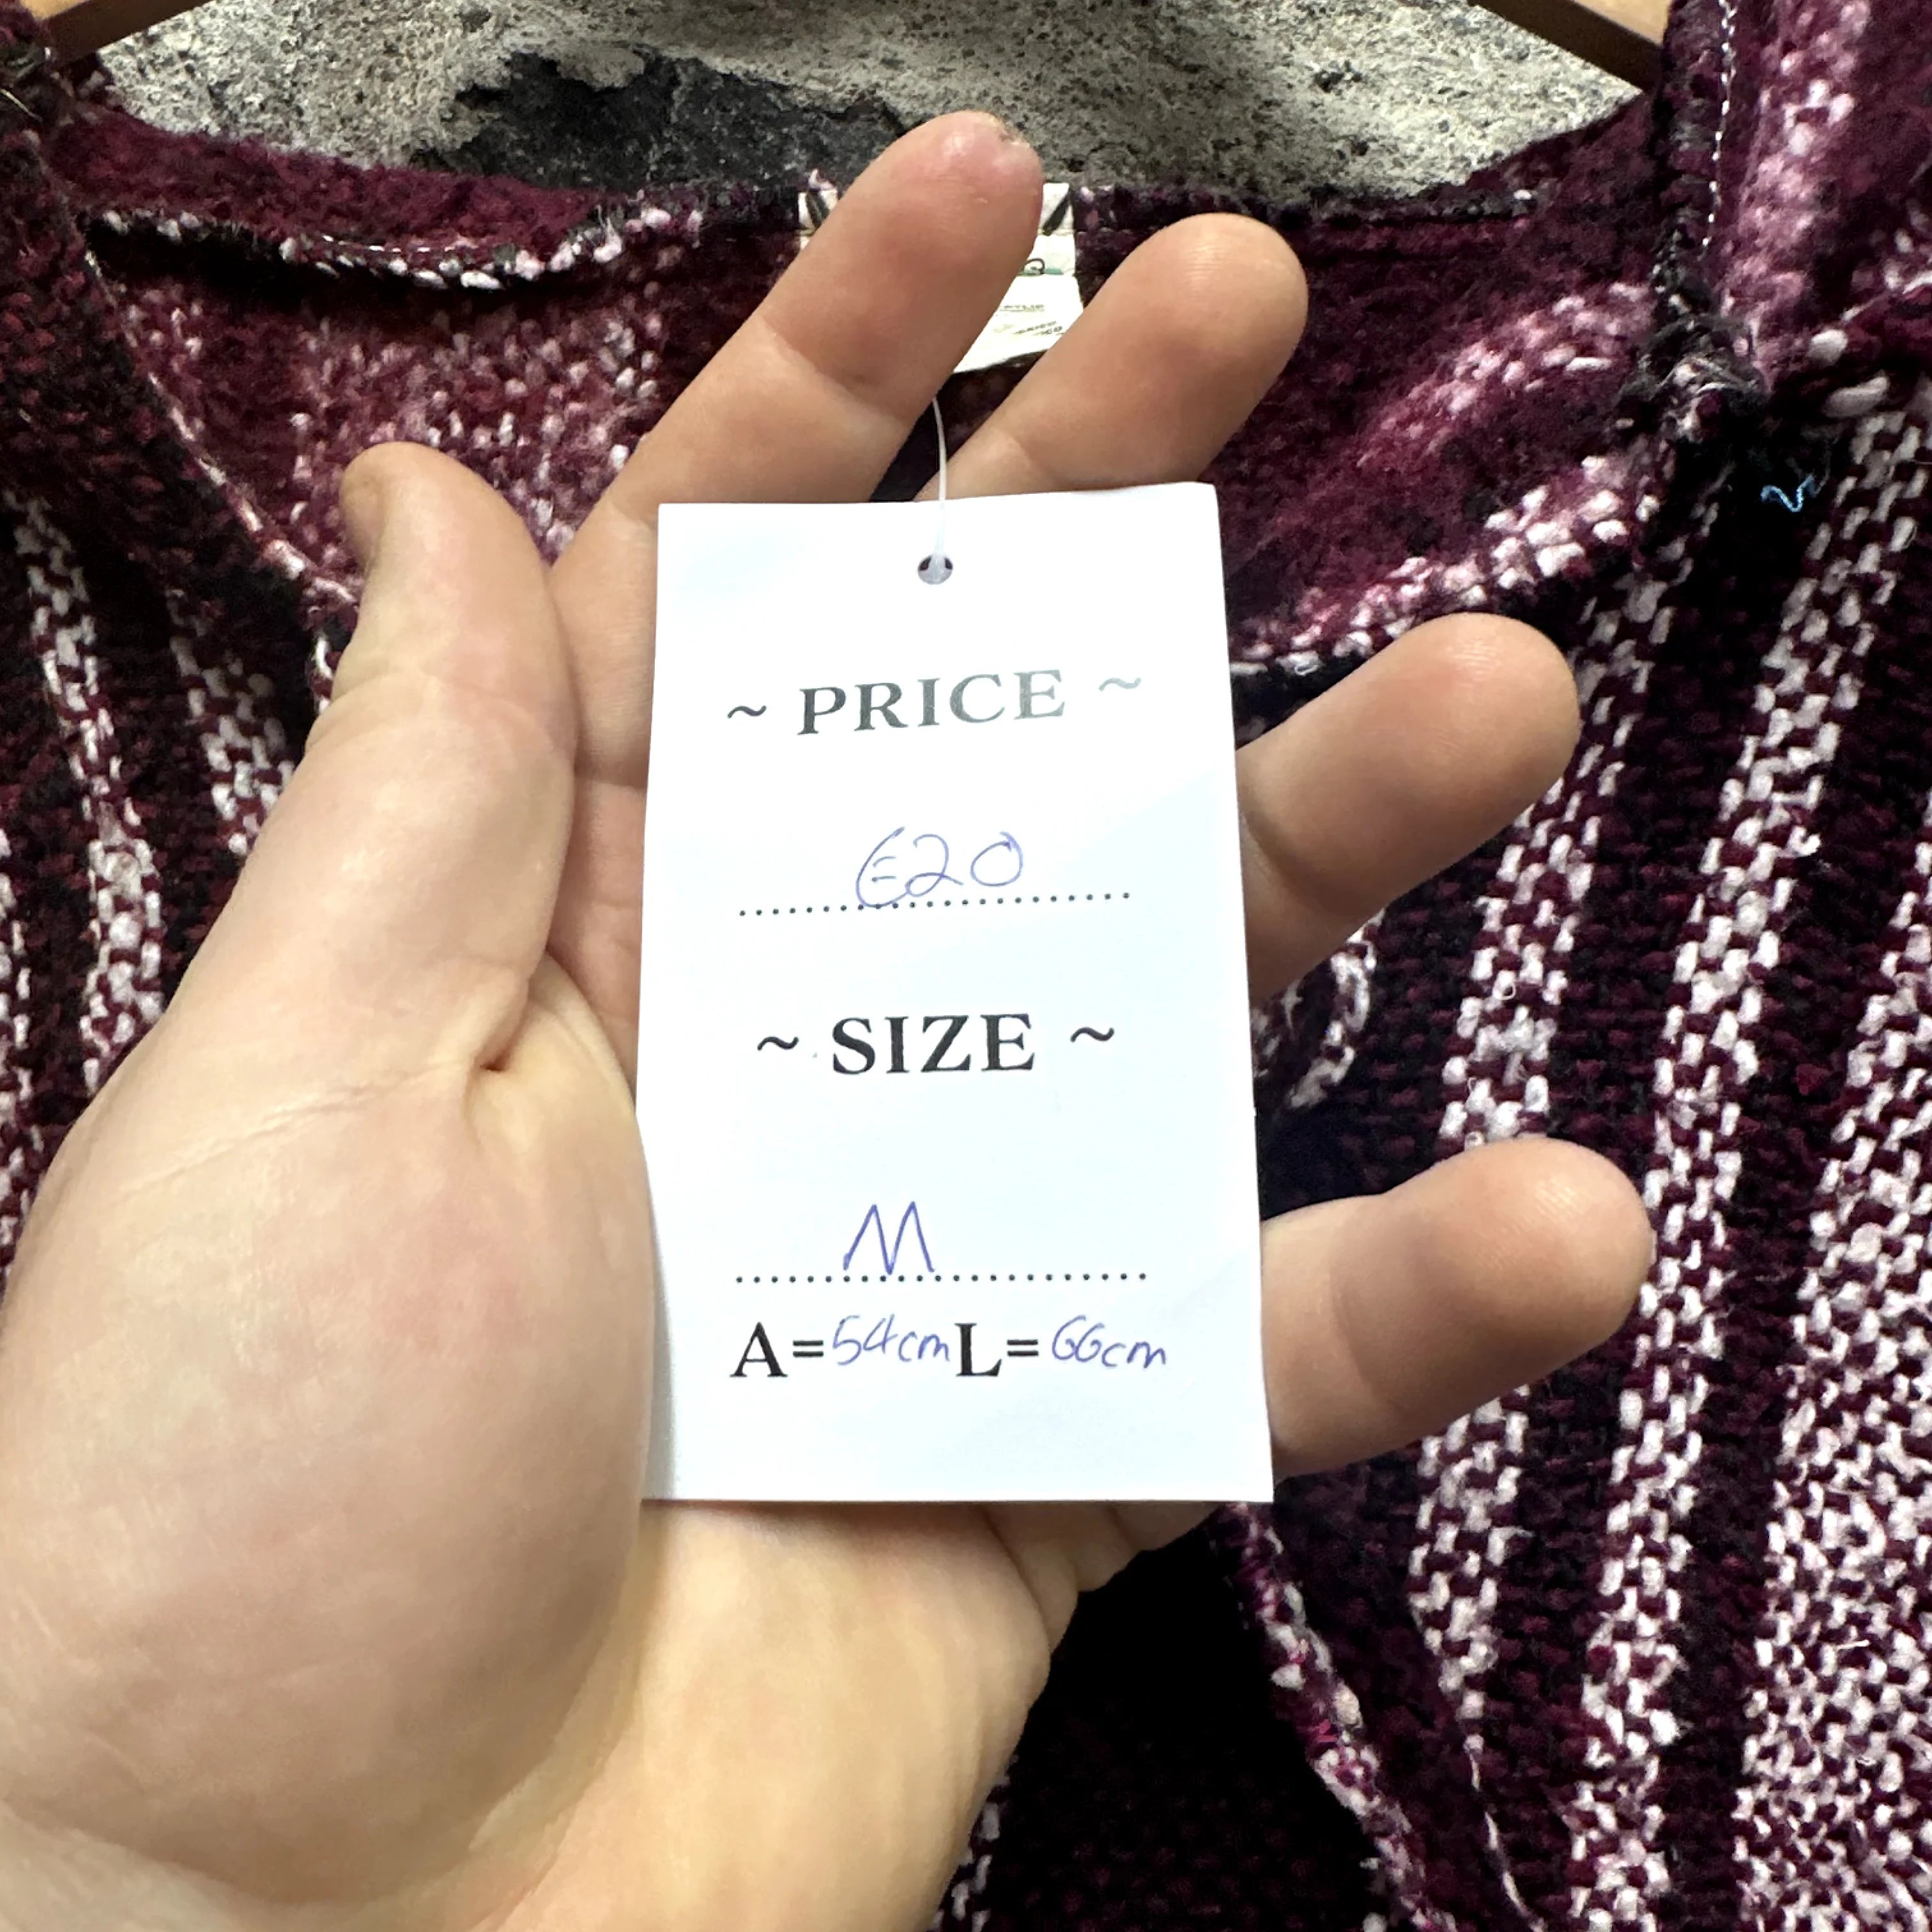 ~ PRICE ~
€20
~ SIZE ~
M
A=54cm L=66cm